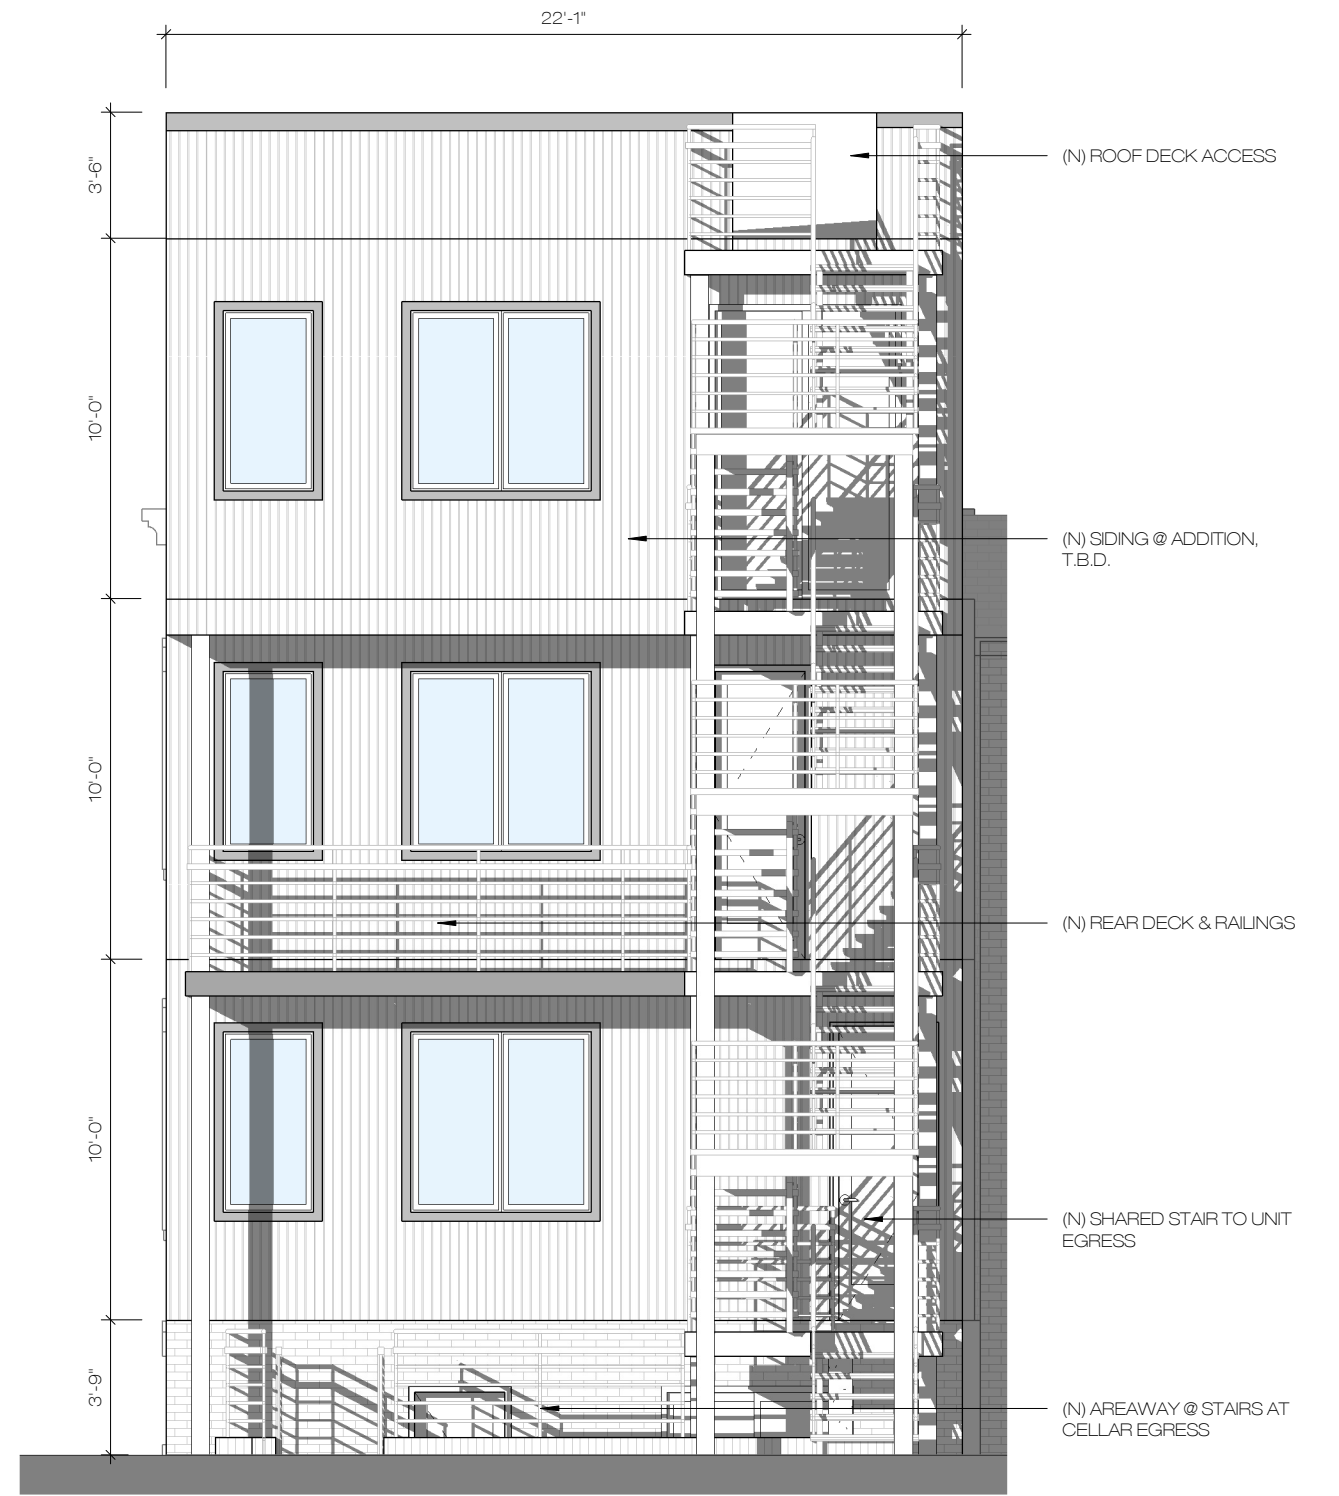 22'-1"
3'-6"
(N) ROOF DECK ACCESS
10'-0"
(N) SIDING @ ADDITION,
T.B.D.
10'-0"
(N) REAR DECK & RAILINGS
10'-0"
(N) SHARED STAIR TO UNIT
EGRESS
3'-9"
(N) AREAWAY @ STAIRS AT
CELLAR EGRESS